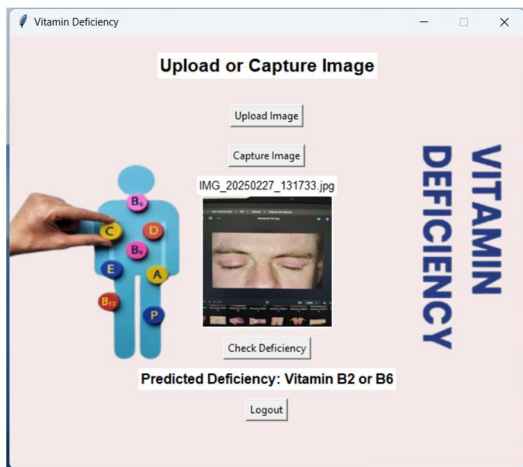 Vitamin Deficiency
Upload or Capture Image
Upload Image
Capture Image
IMG_20250227_131733.jpg
Check Deficiency
Predicted Deficiency: Vitamin B2 or B6
Logout
C
D
E
A
B12
P
VITAMIN
DEFICIENCY